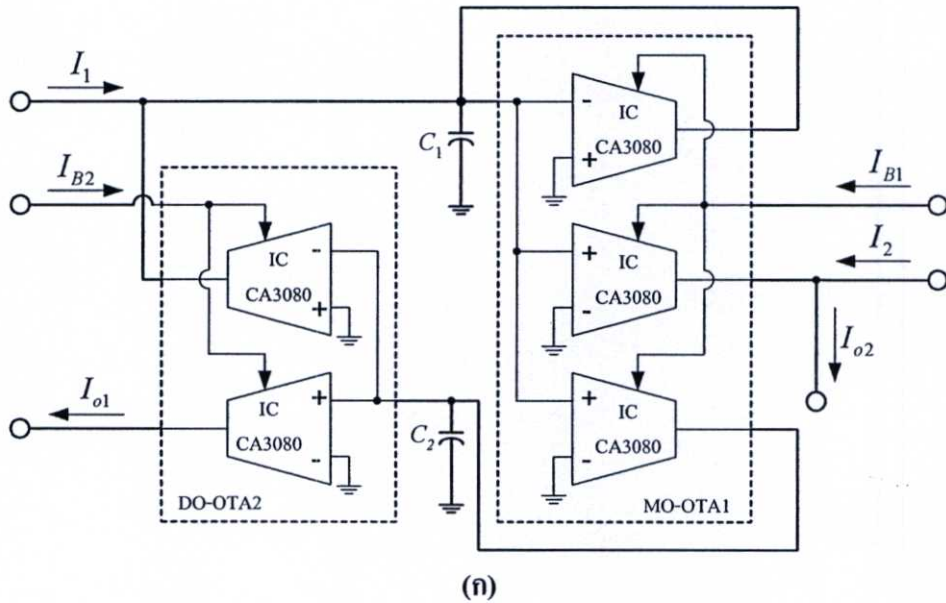 I1
IB2
Io1
C1
IC
CA3080
-
+
IC
CA3080
+
-
IC
CA3080
+
-
MO-OTA1
IB1
I2
Io2
IC
CA3080
-
+
IC
CA3080
+
-
DO-OTA2
C2
(ก)